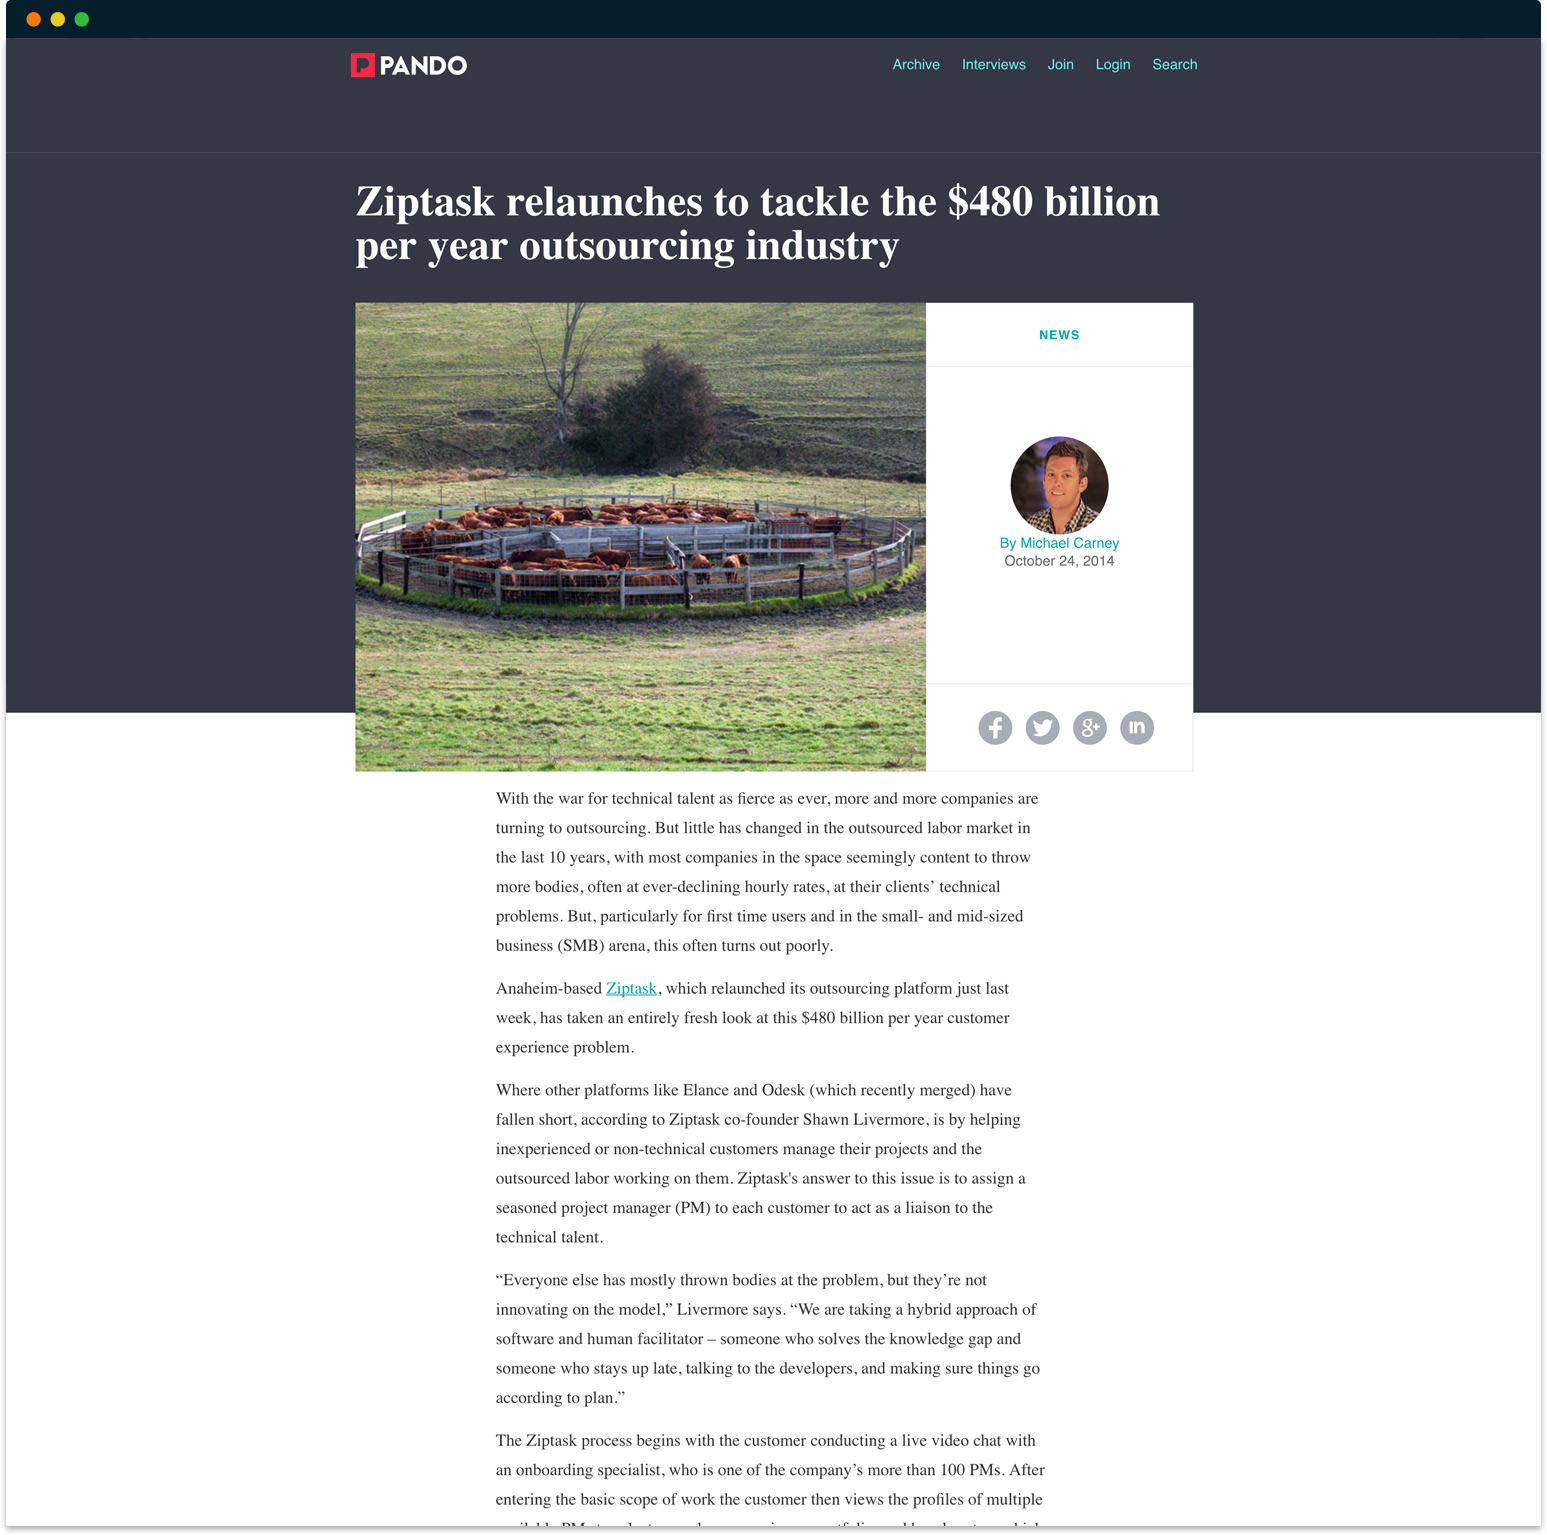 PANDO
Archive Interviews Join Login Search
Ziptask relaunches to tackle the $480 billion
per year outsourcing industry
NEWS
By Michael Carney
October 24, 2014
With the war for technical talent as fierce as ever, more and more companies are
turning to outsourcing. But little has changed in the outsourced labor market in
the last 10 years, with most companies in the space seemingly content to throw
more bodies, often at ever-declining hourly rates, at their clients’ technical
problems. But, particularly for first time users and in the small- and mid-sized
business (SMB) arena, this often turns out poorly.
Anaheim-based Ziptask, which relaunched its outsourcing platform just last
week, has taken an entirely fresh look at this $480 billion per year customer
experience problem.
Where other platforms like Elance and Odesk (which recently merged) have
fallen short, according to Ziptask co-founder Shawn Livermore, is by helping
inexperienced or non-technical customers manage their projects and the
outsourced labor working on them. Ziptask's answer to this issue is to assign a
seasoned project manager (PM) to each customer to act as a liaison to the
technical talent.
“Everyone else has mostly thrown bodies at the problem, but they’re not
innovating on the model,” Livermore says. “We are taking a hybrid approach of
software and human facilitator – someone who solves the knowledge gap and
someone who stays up late, talking to the developers, and making sure things go
according to plan.”
The Ziptask process begins with the customer conducting a live video chat with
an onboarding specialist, who is one of the company’s more than 100 PMs. After
entering the basic scope of work the customer then views the profiles of multiple